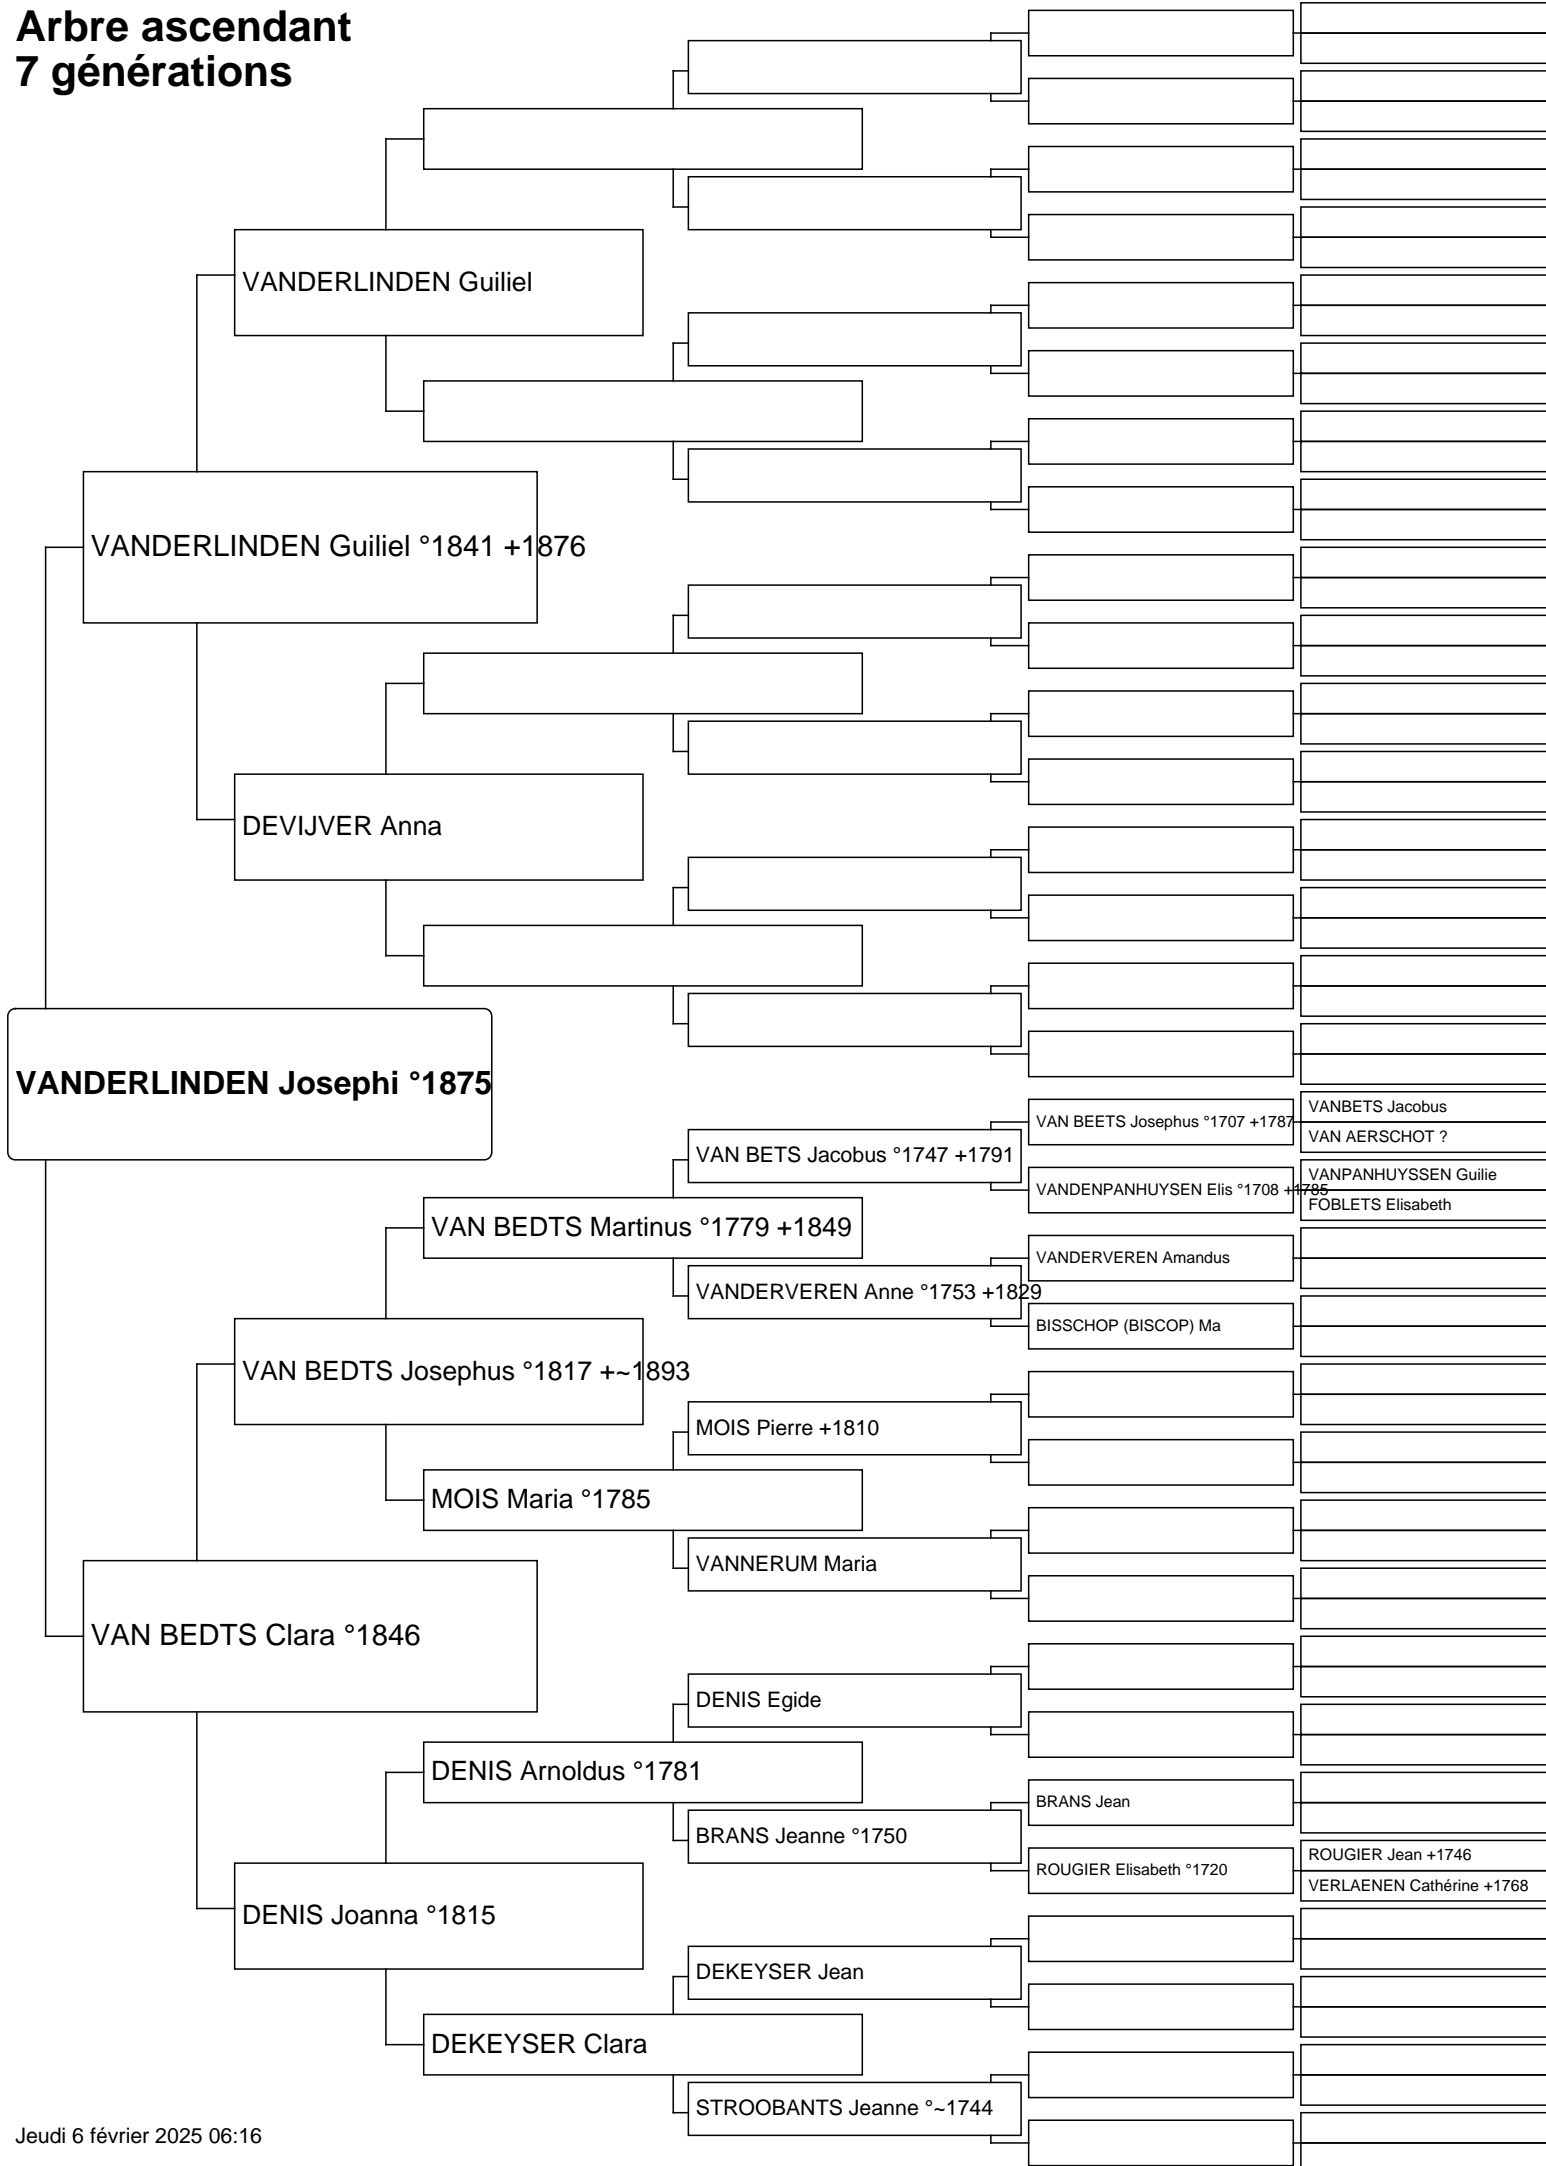 Arbre ascendant
7 générations
VANDERLINDEN Guiliel
VANDERLINDEN Guiliel °1841 +1876
DEVIJVER Anna
VANDERLINDEN Josephi °1875
VANBETS Jacobus
VAN BEETS Josephus °1707 +1787
VAN AERSCHOT ?
VAN BETS Jacobus °1747 +1791
VANPANHUYSSEN Guilie
VANDENPANHUYSEN Elis °1708 +1785
FOBLETS Elisabeth
VAN BEDTS Martinus °1779 +1849
VANDERVEREN Amandus
VANDERVEREN Anne °1753 +1829
BISSCHOP (BISCOP) Ma
VAN BEDTS Josephus °1817 +~1893
MOIS Pierre +1810
MOIS Maria °1785
VANNERUM Maria
VAN BEDTS Clara °1846
DENIS Egide
DENIS Arnoldus °1781
BRANS Jean
BRANS Jeanne °1750
ROUGIER Jean +1746
ROUGIER Elisabeth °1720
VERLAENEN Cathérine +1768
DENIS Joanna °1815
DEKEYSER Jean
DEKEYSER Clara
STROOBANTS Jeanne °~1744
Jeudi 6 février 2025 06:16